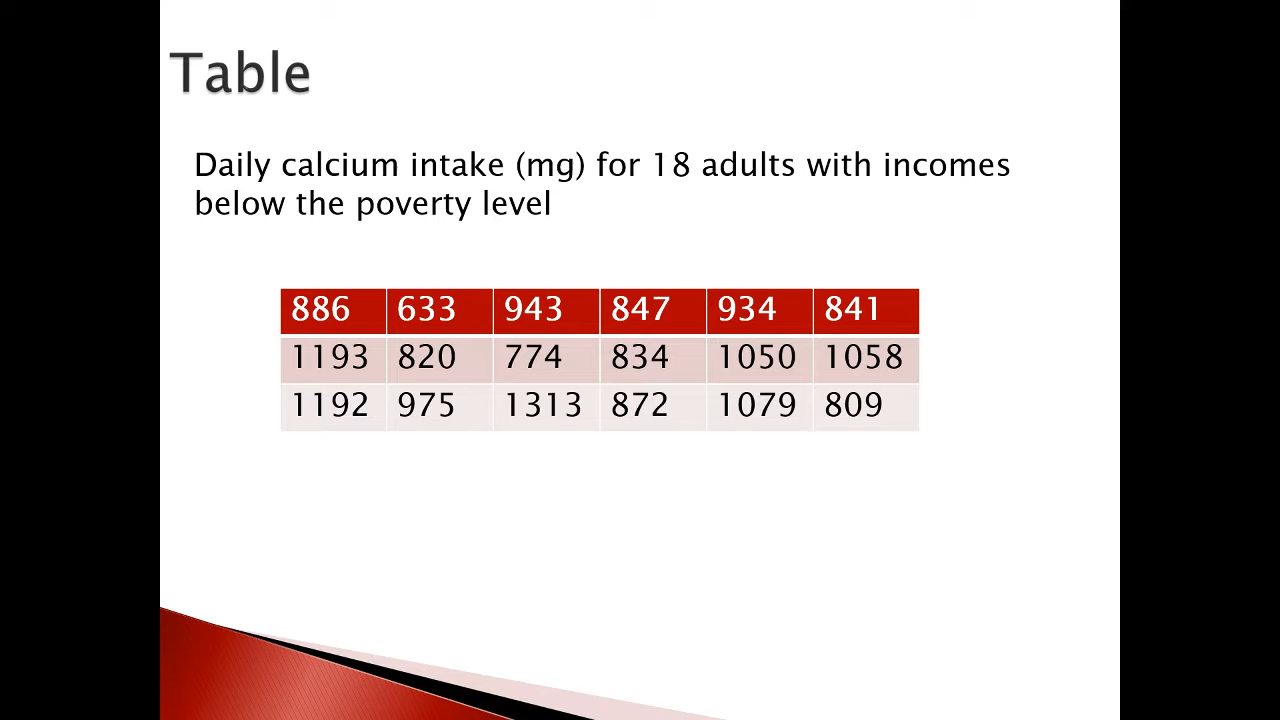 Table
Daily calcium intake (mg) for 18 adults with incomes
below the poverty level
886 633 943 847 934 841
1193 820 774 834 1050 1058
1192 975 1313 872 1079 809